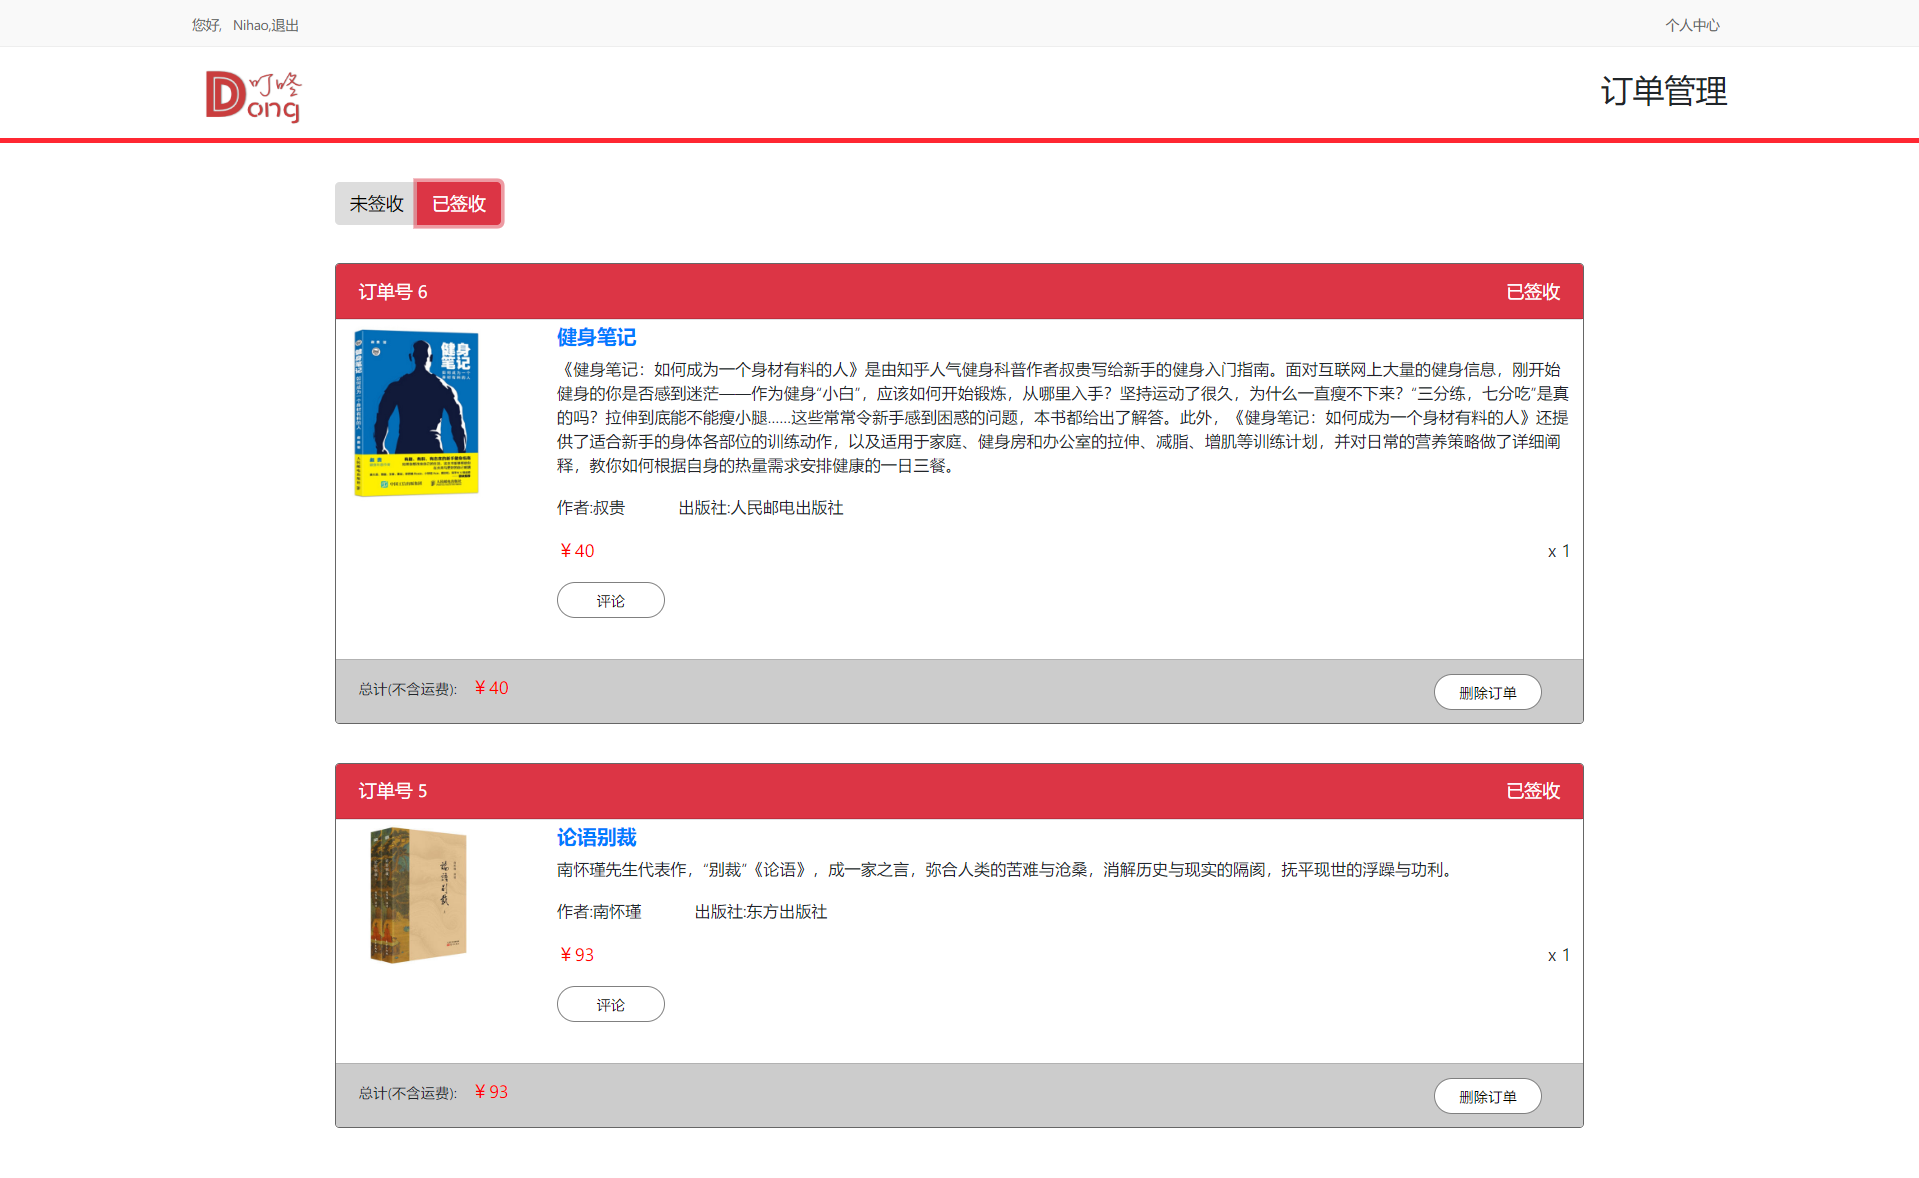 您好, Nihao,退出
个人中心
叮咚
Dong
订单管理
未签收 已签收
订单号 6
已签收
健身笔记
健身笔记
《健身笔记：如何成为一个身材有料的人》是由知乎人气健身科普作者叔贵写给新手的健身入门指南。面对互联网上大量的健身信息，刚开始
健身的你是否感到迷茫——作为健身“小白”，应该如何开始锻炼，从哪里入手？坚持运动了很久，为什么一直瘦不下来？“三分练，七分吃”是真
的吗？拉伸到底能不能瘦小腿……这些常常令新手感到困惑的问题，本书都给出了解答。此外，《健身笔记：如何成为一个身材有料的人》还提
供了适合新手的身体各部位的训练动作，以及适用于家庭、健身房和办公室的拉伸、减脂、增肌等训练计划，并对日常的营养策略做了详细阐
释，教你如何根据自身的热量需求安排健康的一日三餐。
作者:叔贵 出版社:人民邮电出版社
￥40
x 1
评论
总计(不含运费): ￥40
删除订单
订单号 5
已签收
論語別裁
论语别裁
南怀瑾先生代表作，“别裁”《论语》，成一家之言，弥合人类的苦难与沧桑，消解历史与现实的隔阂，抚平现世的浮躁与功利。
作者:南怀瑾 出版社:东方出版社
￥93
x 1
评论
总计(不含运费): ￥93
删除订单